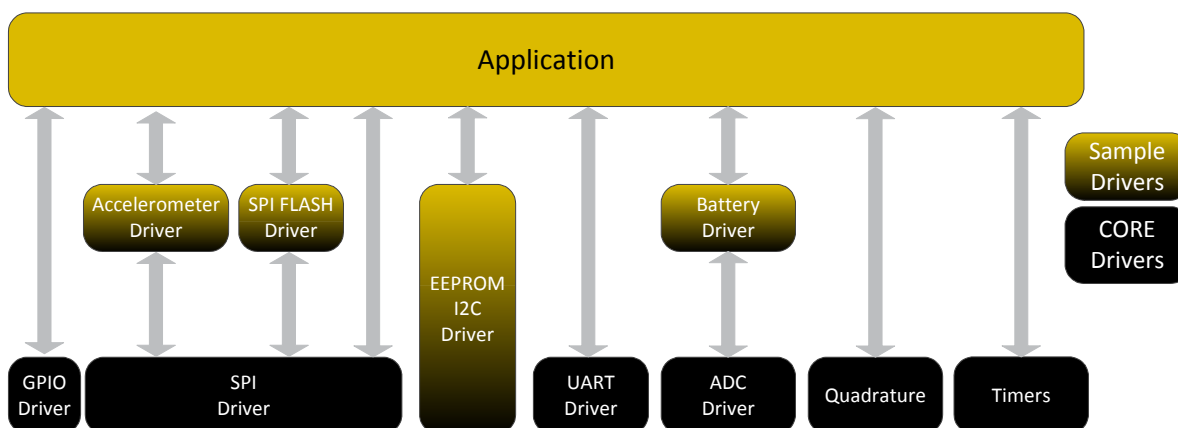 Application
Sample
Drivers
CORE
Drivers
Accelerometer
Driver
SPI FLASH
Driver
Battery
Driver
EEPROM
I2C
Driver
GPIO
Driver
SPI
Driver
UART
Driver
ADC
Driver
Quadrature
Timers